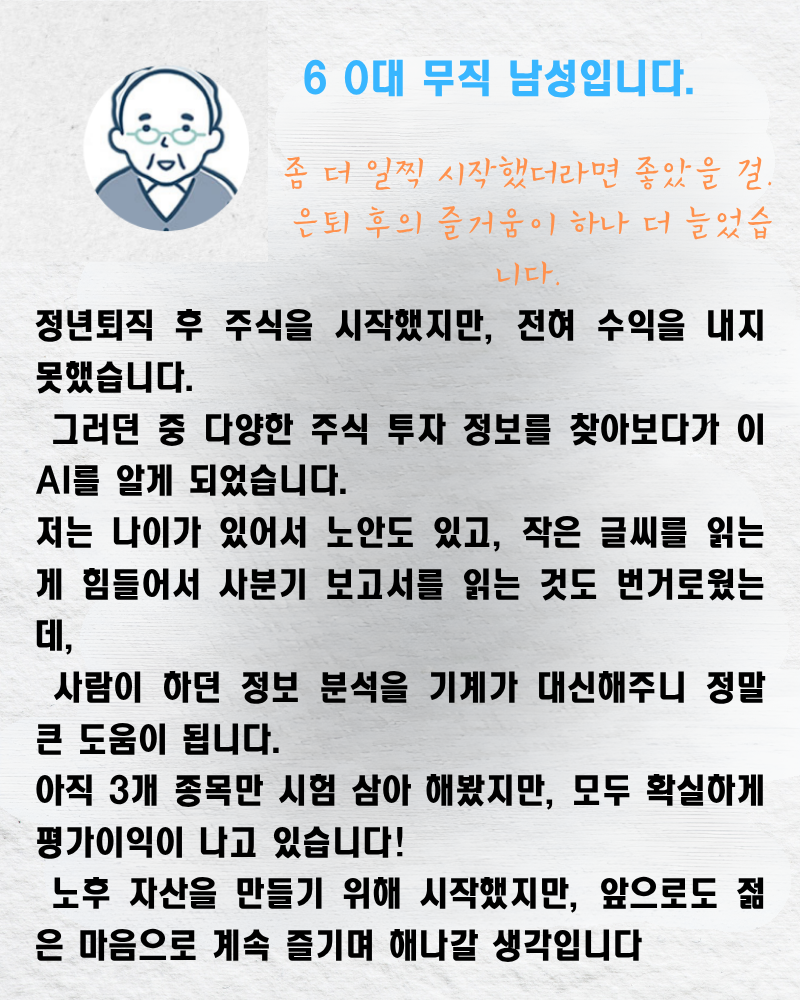 6 0대 무직 남성입니다.
좀 더 일찍 시작했더라면 좋았을 걸.
은퇴 후의 즐거움이 하나 더 늘었습
니다.
정년퇴직 후 주식을 시작했지만, 전혀 수익을 내지
못했습니다.
그러던 중 다양한 주식 투자 정보를 찾아보다가 이
AI를 알게 되었습니다.
저는 나이가 있어서 노안도 있고, 작은 글씨를 읽는
게 힘들어서 사분기 보고서를 읽는 것도 번거로웠는
데,
사람이 하던 정보 분석을 기계가 대신해주니 정말
큰 도움이 됩니다.
아직 3개 종목만 시험 삼아 해봤지만, 모두 확실하게
평가이익이 나고 있습니다!
노후 자산을 만들기 위해 시작했지만, 앞으로도 젊
은 마음으로 계속 즐기며 해나갈 생각입니다